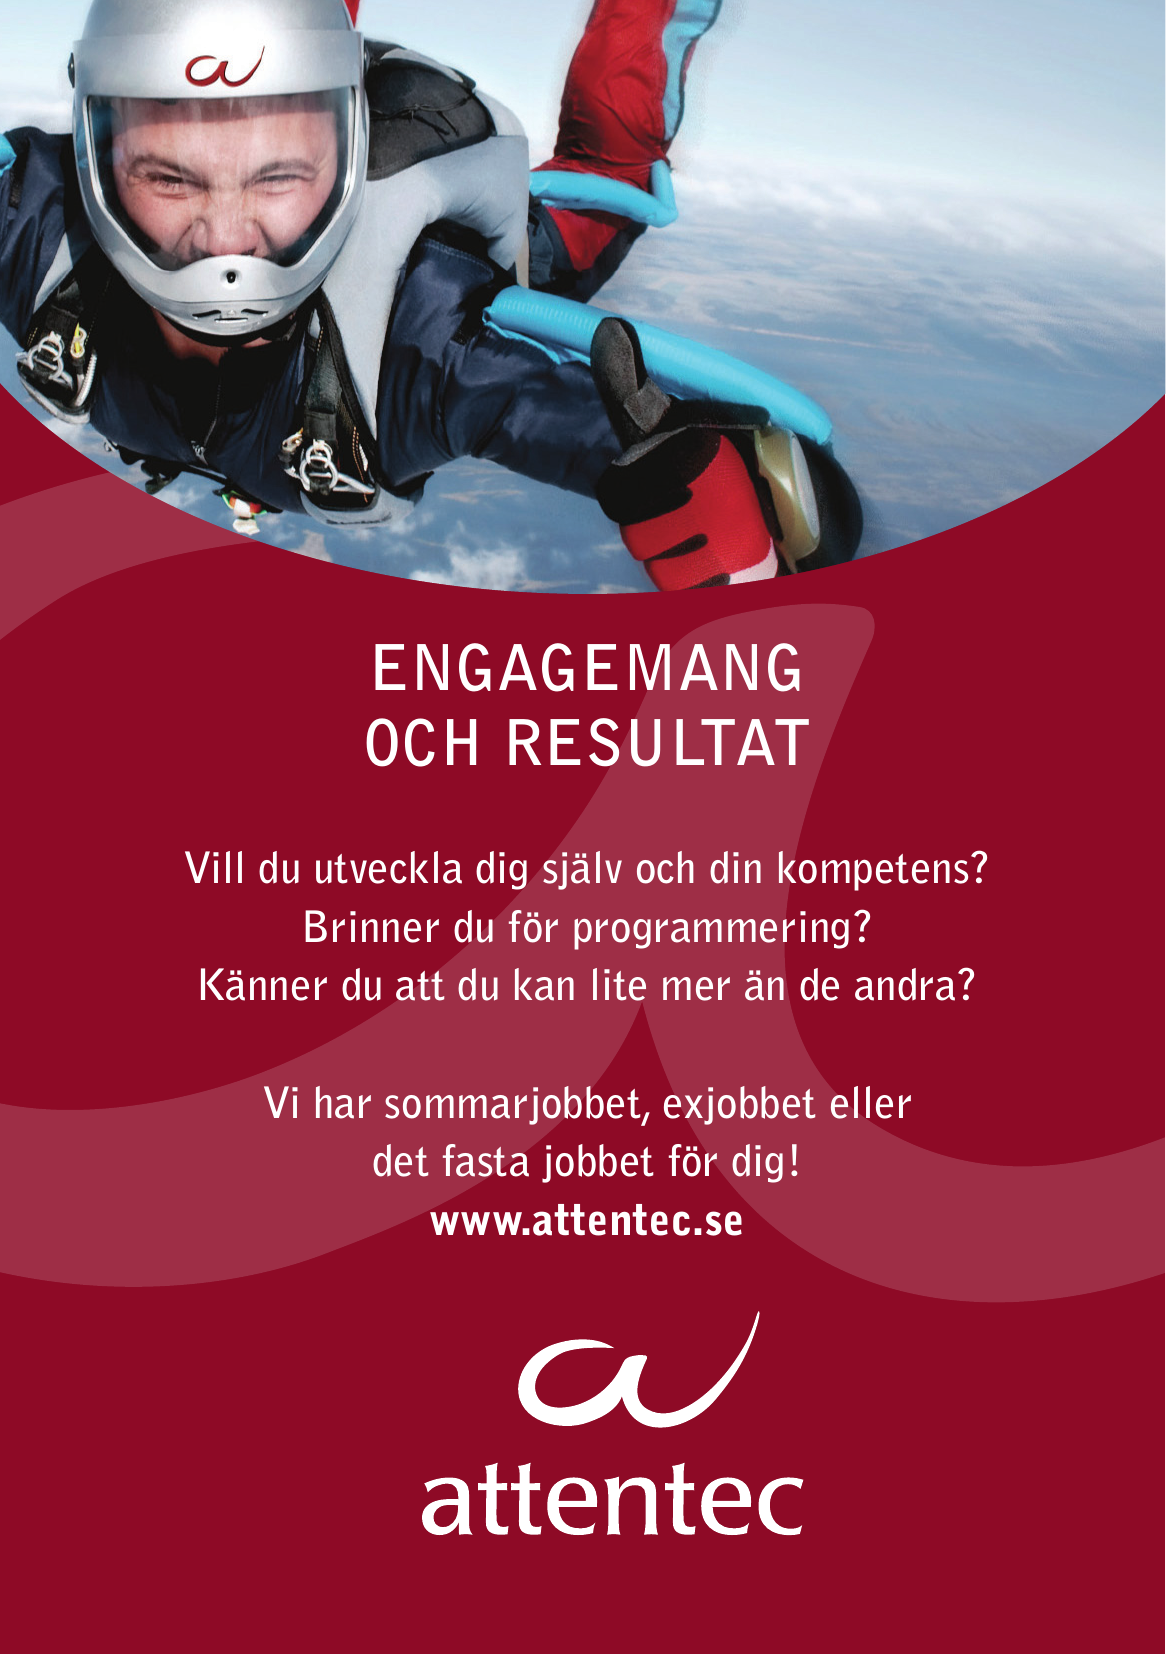 ENGAGEMANG
OCH RESULTAT
Vill du utveckla dig själv och din kompetens?
Brinner du för programmering?
Känner du att du kan lite mer än de andra?
Vi har sommarjobbet, exjobbet eller
det fasta jobbet för dig!
www.attentec.se
attentec